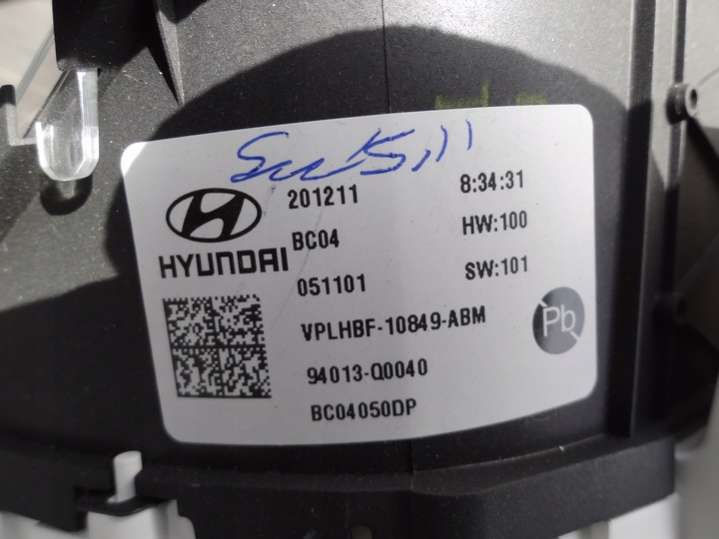 201211 8:34:31
HYUNDAI
BC04 HW:100
051101 SW:101
VPLHBF-10849-ABM
Pb
94013-Q0040
BC04050DP